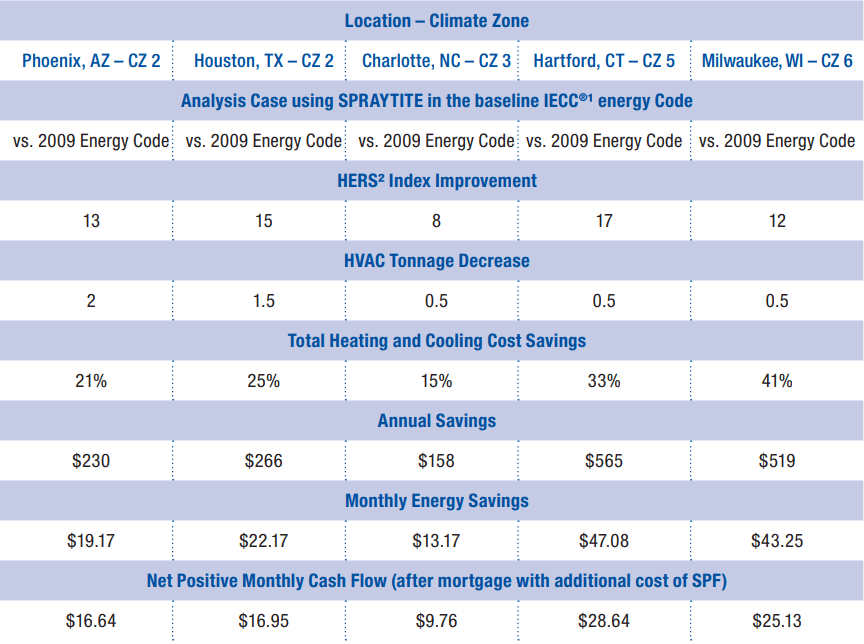 Location – Climate Zone
Phoenix, AZ – CZ 2 Houston, TX – CZ 2 Charlotte, NC – CZ 3 Hartford, CT – CZ 5 Milwaukee, WI – CZ 6
Analysis Case using SPRAYTITE in the baseline IECC®¹ energy Code
vs. 2009 Energy Code vs. 2009 Energy Code vs. 2009 Energy Code vs. 2009 Energy Code vs. 2009 Energy Code
HERS² Index Improvement
13 15 8 17 12
HVAC Tonnage Decrease
2 1.5 0.5 0.5 0.5
Total Heating and Cooling Cost Savings
21% 25% 15% 33% 41%
Annual Savings
$230 $266 $158 $565 $519
Monthly Energy Savings
$19.17 $22.17 $13.17 $47.08 $43.25
Net Positive Monthly Cash Flow (after mortgage with additional cost of SPF)
$16.64 $16.95 $9.76 $28.64 $25.13